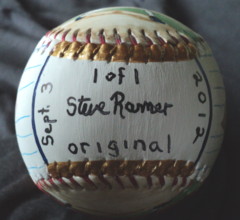 1 of 1
Steve Ramer
original
Sept. 3
2012